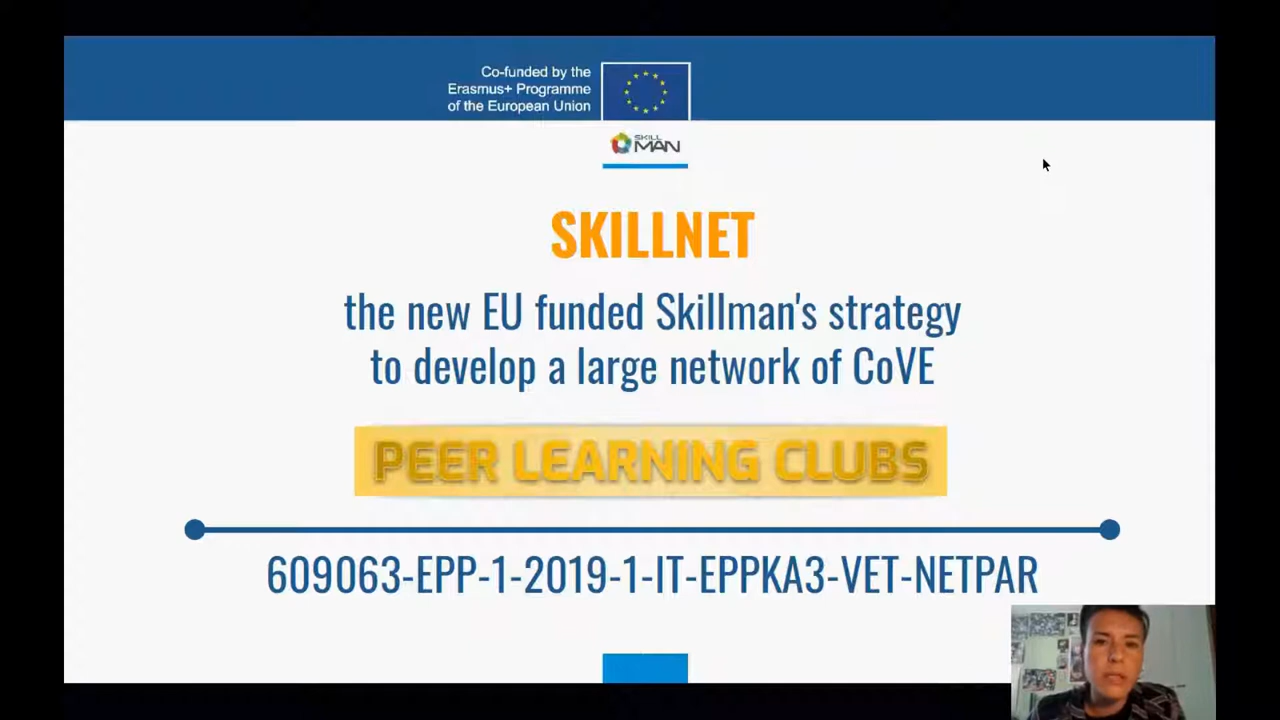 Co-funded by the
Erasmus+ Programme
of the European Union
SKILL
MAN
SKILLNET
the new EU funded Skillman's strategy
to develop a large network of CoVE
PEER LEARNING CLUBS
609063-EPP-1-2019-1-IT-EPPKA3-VET-NETPAR